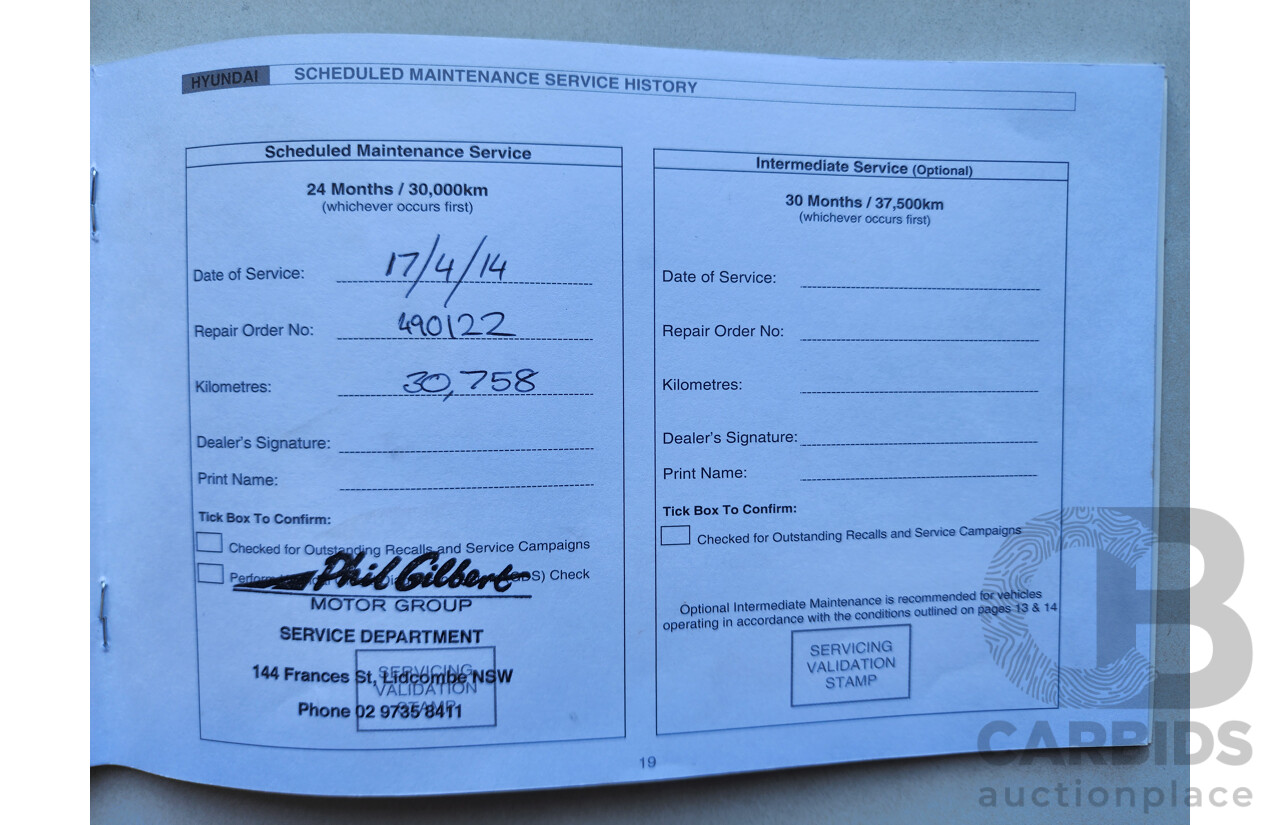 HYUNDAI SCHEDULED MAINTENANCE SERVICE HISTORY
Scheduled Maintenance Service
24 Months / 30,000km
(whichever occurs first)
Date of Service: 17/4/14
Repair Order No: 490122
Kilometres: 30,758
Dealer's Signature:
Print Name:
Tick Box To Confirm:
Checked for Outstanding Recalls and Service Campaigns
Check
Phil Gilbert
MOTOR GROUP
SERVICE DEPARTMENT
144 Frances St, Lidcombe NSW
Phone 02 9735 8411
SERVICING
VALIDATION
STAMP
Intermediate Service (Optional)
30 Months / 37,500km
(whichever occurs first)
Date of Service:
Repair Order No:
Kilometres:
Dealer's Signature:
Print Name:
Tick Box To Confirm:
Checked for Outstanding Recalls and Service Campaigns
Optional Intermediate Maintenance is recommended for vehicles
operating in accordance with the conditions outlined on pages 13 & 14
SERVICING
VALIDATION
STAMP
19
CB
CARBIDS
auctionplace